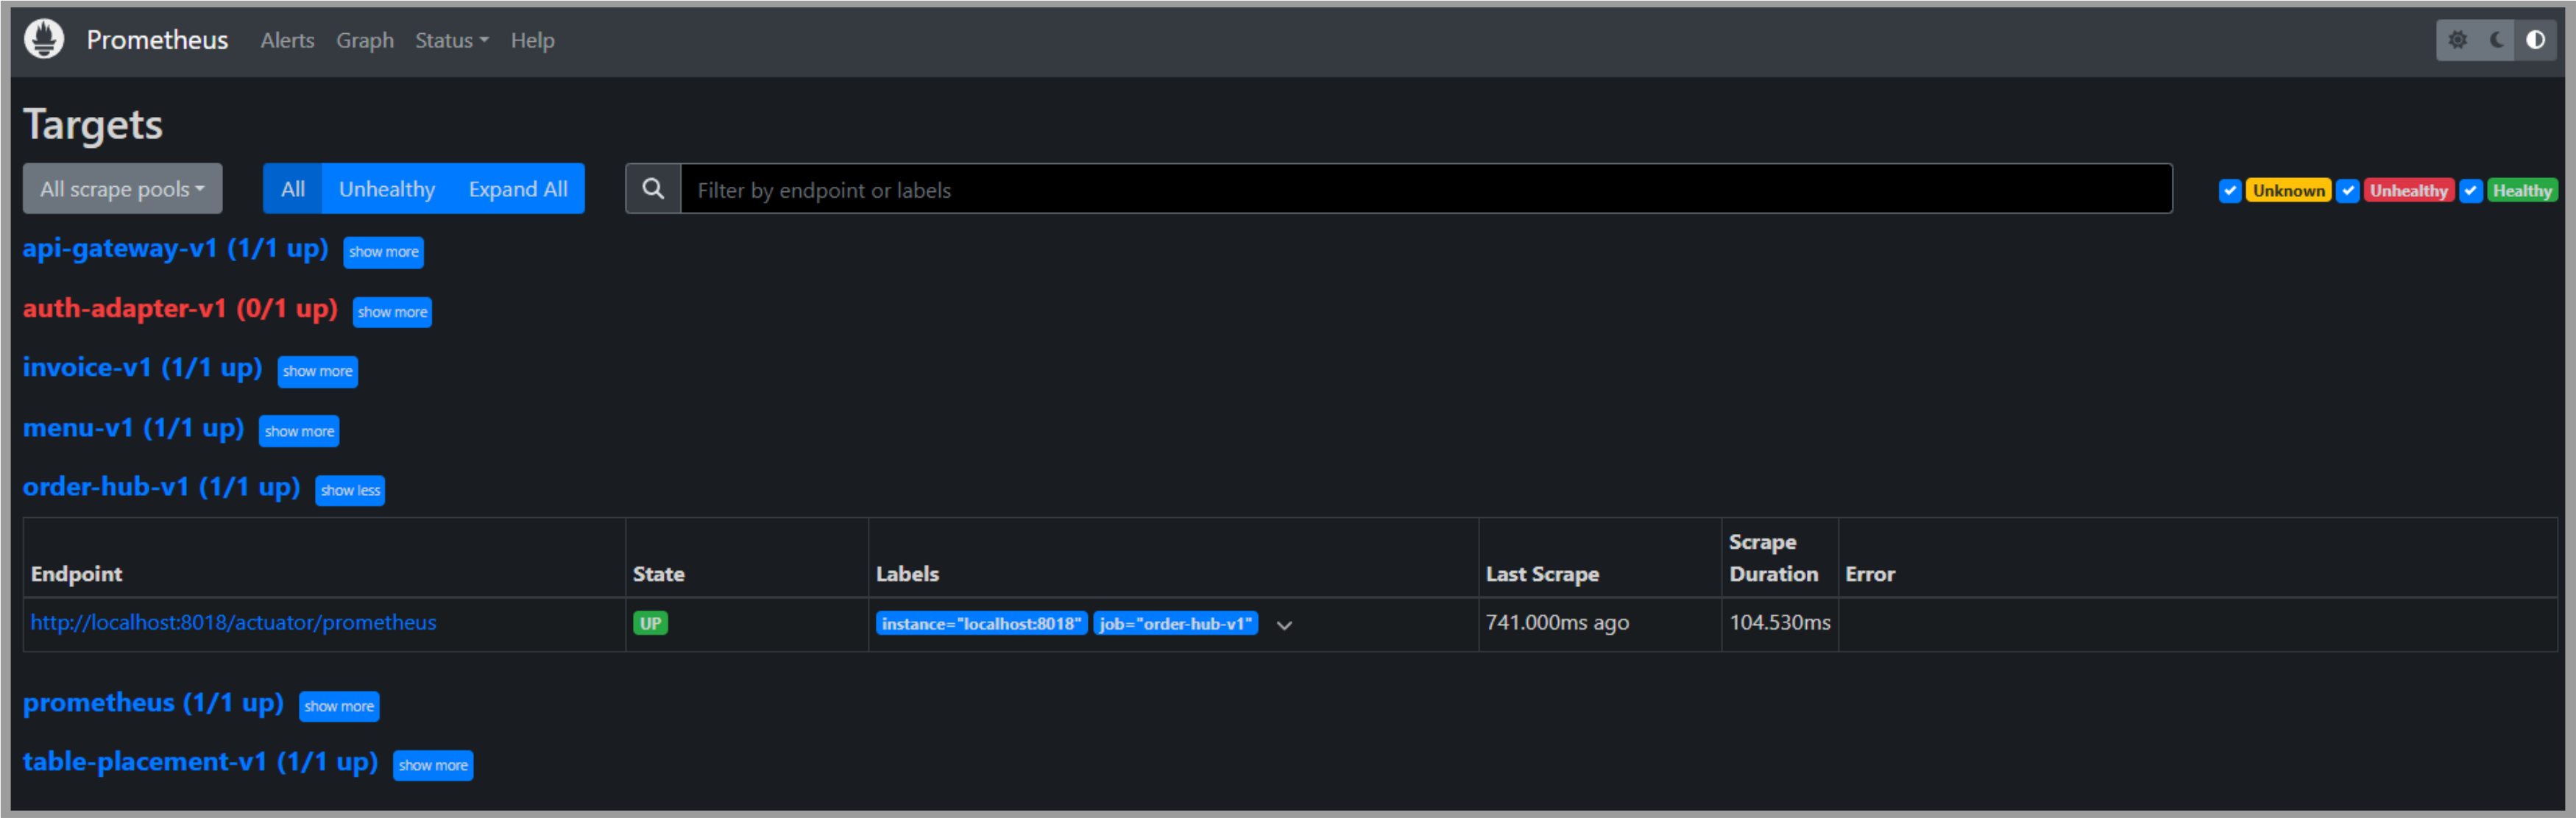 Prometheus Alerts Graph Status Help
Targets
All scrape pools All Unhealthy Expand All Filter by endpoint or labels Unknown Unhealthy Healthy
api-gateway-v1 (1/1 up) show more
auth-adapter-v1 (0/1 up) show more
invoice-v1 (1/1 up) show more
menu-v1 (1/1 up) show more
order-hub-v1 (1/1 up) show less
Endpoint State Labels Last Scrape Scrape Duration Error
http://localhost:8018/actuator/prometheus UP instance="localhost:8018" job="order-hub-v1" 741.000ms ago 104.530ms
prometheus (1/1 up) show more
table-placement-v1 (1/1 up) show more